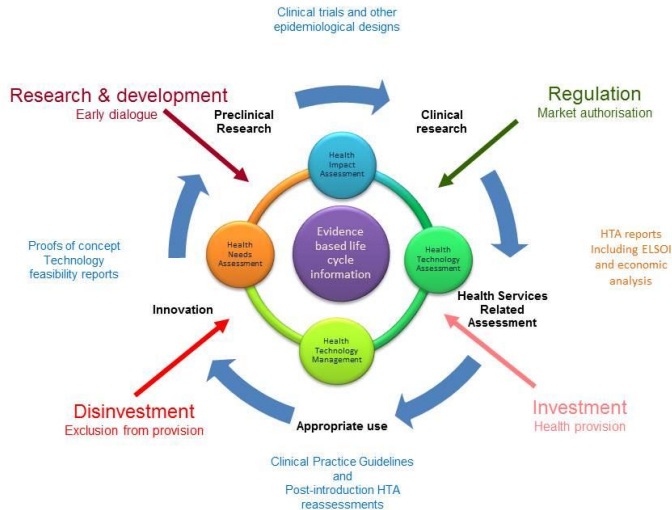 Clinical trials and other
epidemiological designs
Research & development
Early dialogue
Preclinical
Research
Clinical
research
Regulation
Market authorisation
Health
Impact
Assessment
Proofs of concept
Technology
feasibility reports
Health
Needs
Assessment
Evidence
based life
cycle
information
Health
Technology
Assessment
HTA reports
Including ELSOI
and economic
analysis
Innovation
Health Services
Related
Assessment
Health
Technology
Management
Disinvestment
Exclusion from provision
Appropriate use
Investment
Health provision
Clinical Practice Guidelines
and
Post-introduction HTA
reassessments